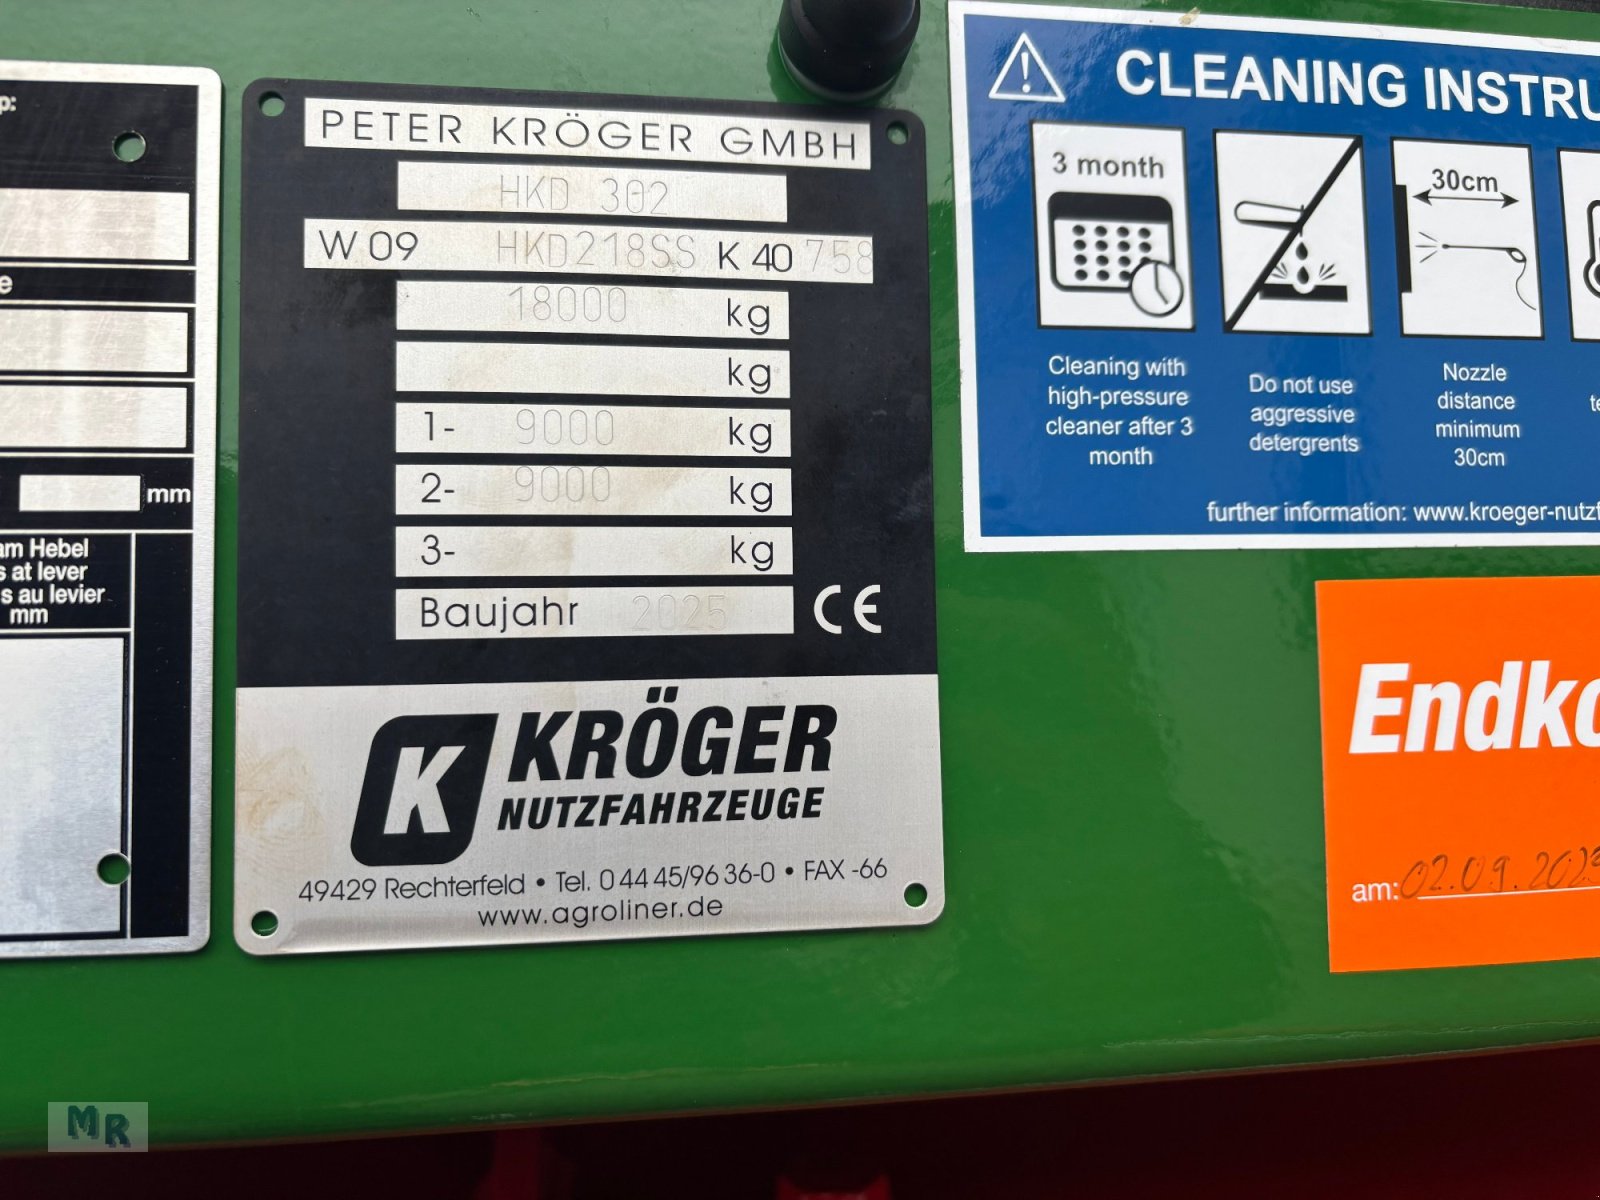 p:
e
mm
am Hebel
s at lever
s au levier
mm
PETER KRÖGER GMBH
HKD 302
W 09 HKD218SS K 40 758
18000 kg
kg
1- 9000 kg
2- 9000 kg
3- kg
Baujahr 2025 CE
K KRÖGER
NUTZFAHRZEUGE
49429 Rechterfeld • Tel. 0 44 45/96 36-0 • FAX -66
www.agroliner.de
CLEANING INSTRU
3 month
30cm
Cleaning with
high-pressure
cleaner after 3
month
Do not use
aggressive
detergrents
Nozzle
distance
minimum
30cm
te
further information: www.kroeger-nutzf
Endko
am: 02.09.202
MR